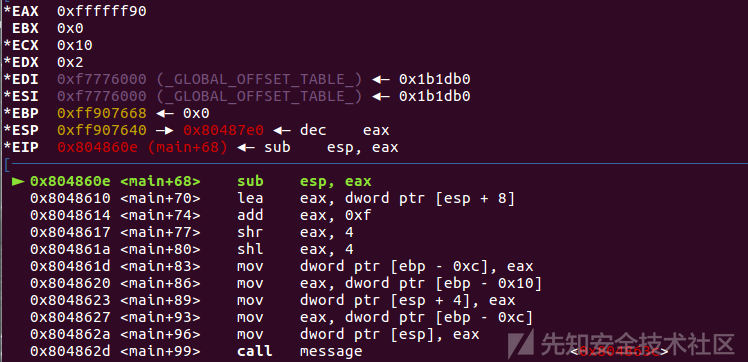 *EAX  0xffffff90
EBX  0x0
*ECX  0x10
*EDX  0x2
*EDI  0xf7776000 (_GLOBAL_OFFSET_TABLE_) ◂— 0x1b1db0
*ESI  0xf7776000 (_GLOBAL_OFFSET_TABLE_) ◂— 0x1b1db0
*EBP  0xff907668 ◂— 0x0
*ESP  0xff907640 —▸ 0x80487e0 ◂— dec    eax
*EIP  0x804860e (main+68) ◂— sub    esp, eax
[
► 0x804860e <main+68>    sub    esp, eax
0x8048610 <main+70>    lea    eax, dword ptr [esp + 8]
0x8048614 <main+74>    add    eax, 0xf
0x8048617 <main+77>    shr    eax, 4
0x804861a <main+80>    shl    eax, 4
0x804861d <main+83>    mov    dword ptr [ebp - 0xc], eax
0x8048620 <main+86>    lea    eax, dword ptr [ebp - 0x10]
0x8048623 <main+89>    mov    dword ptr [esp + 4], eax
0x8048627 <main+93>    mov    eax, dword ptr [ebp - 0xc]
0x804862a <main+96>    mov    dword ptr [esp], eax
0x804862d <main+99>    call   message
先知安全技术社区